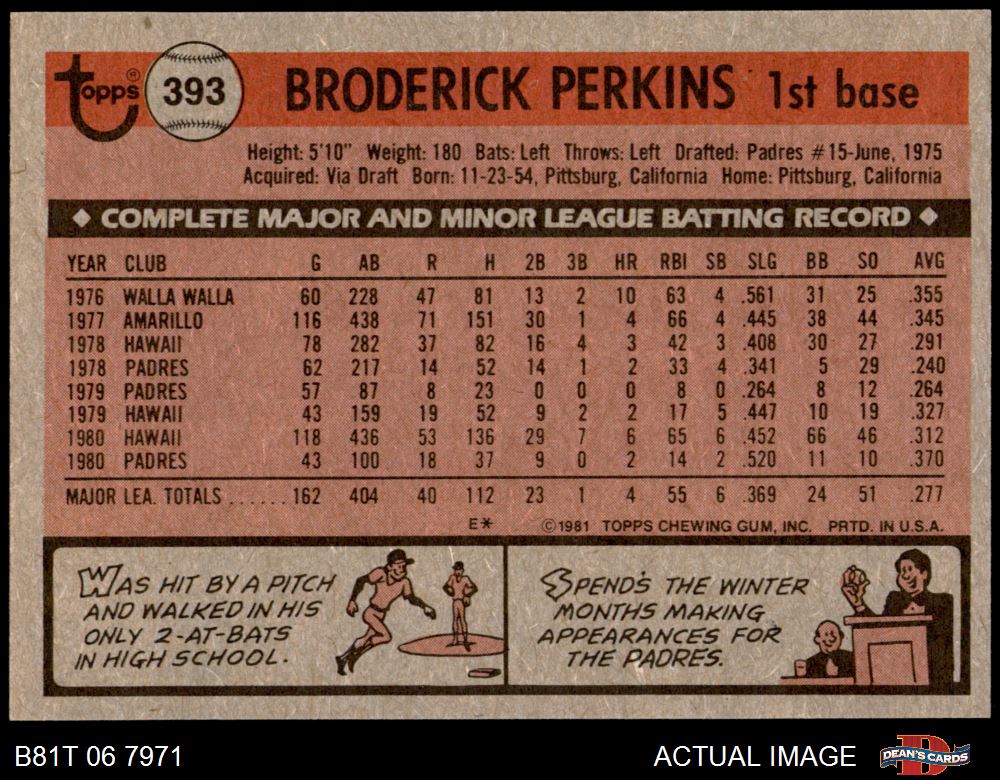 Topps® 393 BRODERICK PERKINS 1st base
Height: 5'10" Weight: 180 Bats: Left Throws: Left Drafted: Padres #15-June, 1975
Acquired: Via Draft Born: 11-23-54, Pittsburg, California Home: Pittsburg, California
◆ COMPLETE MAJOR AND MINOR LEAGUE BATTING RECORD ◆
YEAR CLUB G AB R H 2B 3B HR RBI SB SLG BB SO AVG
1976 WALLA WALLA 60 228 47 81 13 2 10 63 4 .561 31 25 .355
1977 AMARILLO 116 438 71 151 30 1 4 66 4 .445 38 44 .345
1978 HAWAII 78 282 37 82 16 4 3 42 3 .408 30 27 .291
1978 PADRES 62 217 14 52 14 1 2 33 4 .341 5 29 .240
1979 PADRES 57 87 8 23 0 0 0 8 0 .264 8 12 .264
1979 HAWAII 43 159 19 52 9 2 2 17 5 .447 10 19 .327
1980 HAWAII 118 436 53 136 29 7 6 65 6 .452 66 46 .312
1980 PADRES 43 100 18 37 9 0 2 14 2 .520 11 10 .370
MAJOR LEA. TOTALS ......162 404 40 112 23 1 4 55 6 .369 24 51 .277
E* ©1981 TOPPS CHEWING GUM, INC. PRTD. IN U.S.A.
WAS HIT BY A PITCH
AND WALKED IN HIS
ONLY 2-AT-BATS
IN HIGH SCHOOL.
SPEND'S THE WINTER
MONTHS MAKING
APPEARANCES FOR
THE PADRES.
B81T 06 7971 ACTUAL IMAGE DEAN'S CARDS